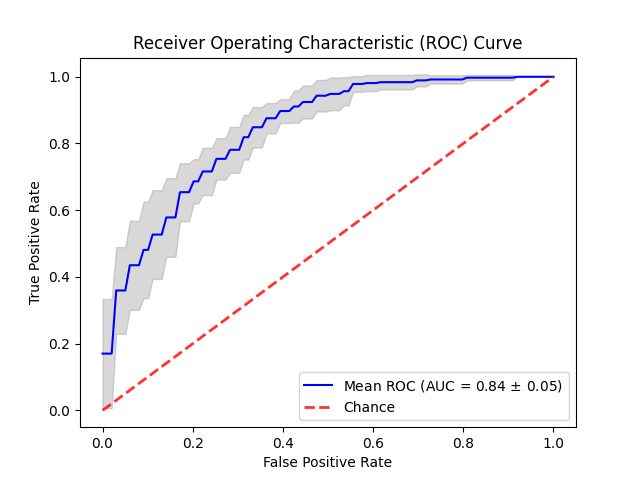 Receiver Operating Characteristic (ROC) Curve
True Positive Rate
1.0
0.8
0.6
0.4
0.2
0.0
Mean ROC (AUC = 0.84 ± 0.05)
Chance
0.0 0.2 0.4 0.6 0.8 1.0
False Positive Rate